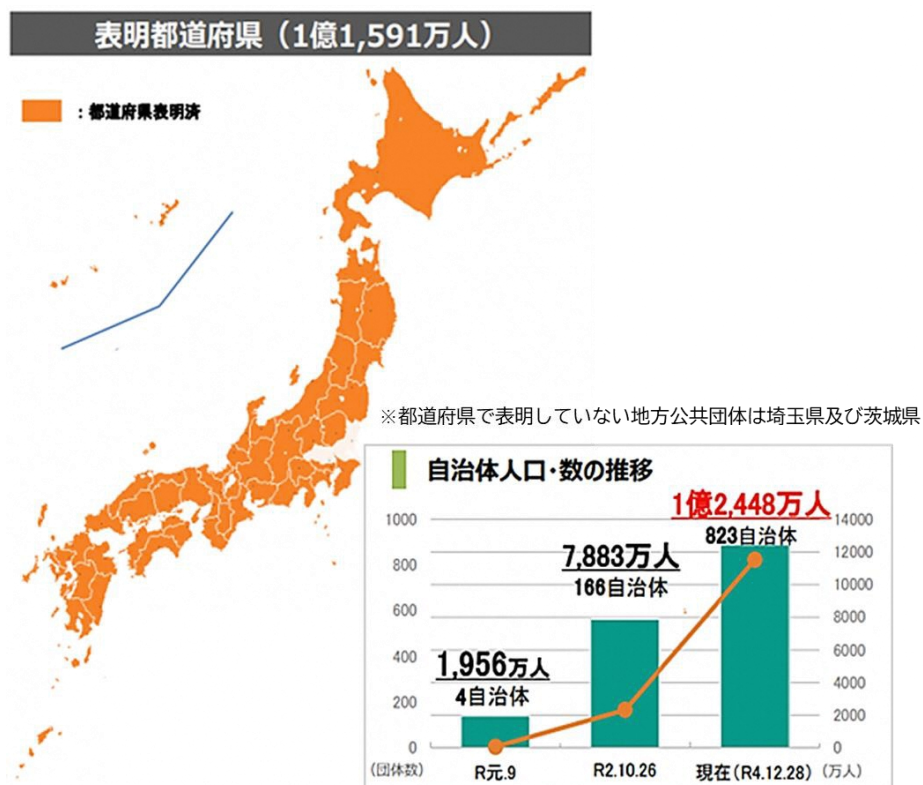 表明都道府県（1億1,591万人）
：都道府県表明済
※都道府県で表明していない地方公共団体は埼玉県及び茨城県
自治体人口･数の推移
1億2,448万人
823自治体
7,883万人
166自治体
1,956万人
4自治体
1000
800
600
400
200
0
14000
12000
10000
8000
6000
4000
2000
0
(団体数)
R元.9
R2.10.26
現在(R4.12.28)
(万人)